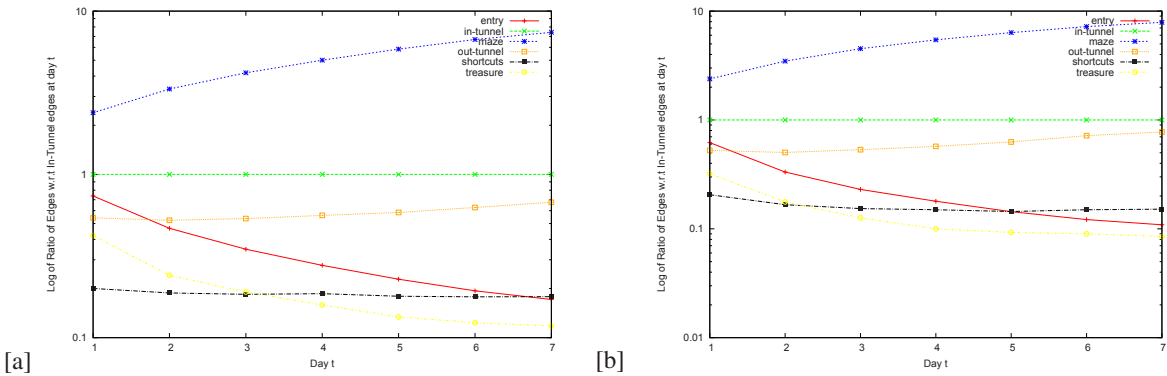 [a]
Log of Ratio of Edges w.r.t In-Tunnel edges at day t
10
1
0.1
entry
in-tunnel
maze
out-tunnel
shortcuts
treasure
1 2 3 4 5 6 7
Day t
[b]
Log of Ratio of Edges w.r.t In-Tunnel edges at day t
10
1
0.1
0.01
entry
in-tunnel
maze
out-tunnel
shortcuts
treasure
1 2 3 4 5 6 7
Day t